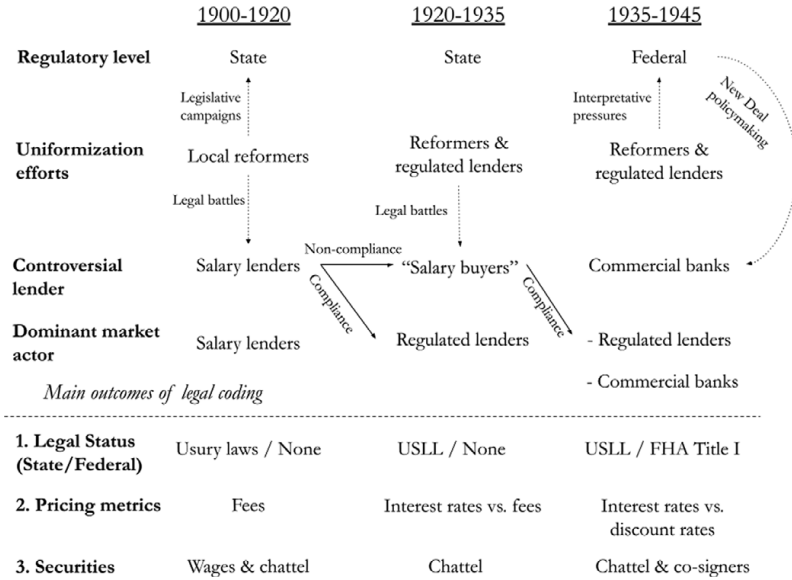 1900-1920 1920-1935 1935-1945
Regulatory level State State Federal
Legislative
campaigns
Interpretative
pressures
New Deal
policymaking
Uniformization
efforts
Local reformers
Reformers &
regulated lenders
Reformers &
regulated lenders
Legal battles
Legal battles
Non-compliance
Controversial
lender
Salary lenders “Salary buyers” Commercial banks
Compliance
Compliance
Dominant market
actor
Salary lenders Regulated lenders - Regulated lenders
- Commercial banks
Main outcomes of legal coding
1. Legal Status
(State/Federal)
Usury laws / None USLL / None USLL / FHA Title I
2. Pricing metrics Fees Interest rates vs. fees Interest rates vs.
discount rates
3. Securities Wages & chattel Chattel Chattel & co-signers